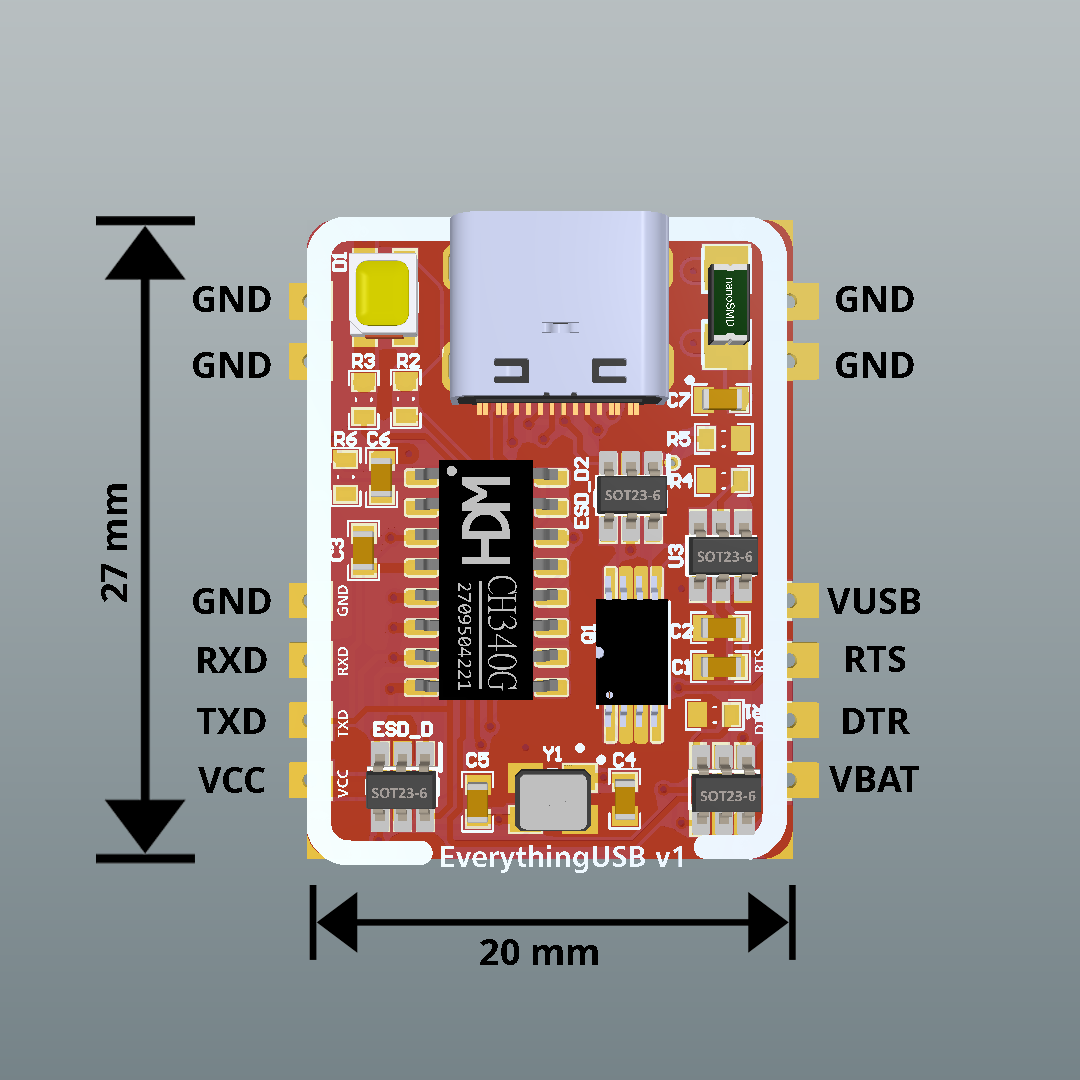 27 mm
20 mm
GND
GND
GND
RXD
TXD
VCC
GND
GND
VUSB
RTS
DTR
VBAT
D1
nanoSMD
R3
R2
C7
R6
C6
R5
R4
ESD_D2
SOT23-6
C3
HDM
CH340G
2709504221
U3
SOT23-6
GND
RXD
TXD
VCC
Q1
C2
C1
RTS
ESD_D
SOT23-6
C5
Y1
C4
SOT23-6
EverythingUSB v1